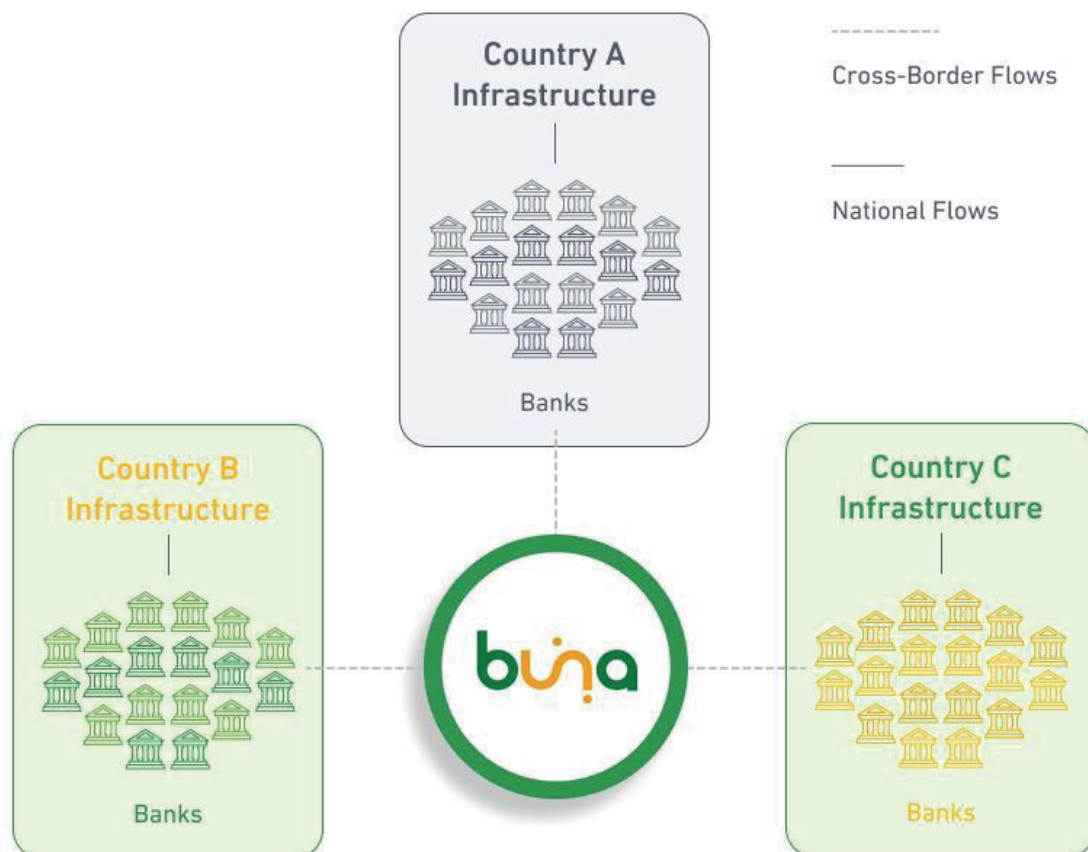 Country A
Infrastructure
Banks
Cross-Border Flows
National Flows
Country B
Infrastructure
Banks
buna
Country C
Infrastructure
Banks